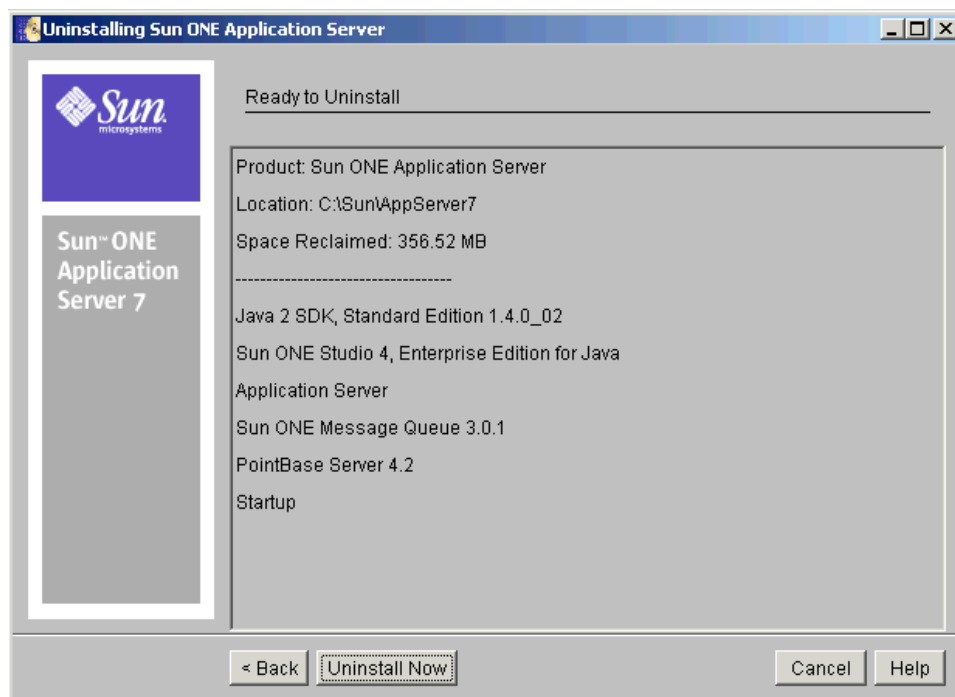 Uninstalling Sun ONE Application Server
Sun
microsystems
Sun™ ONE
Application
Server 7
Ready to Uninstall
Product: Sun ONE Application Server
Location: C:\Sun\AppServer7
Space Reclaimed: 356.52 MB
-----------------------------------
Java 2 SDK, Standard Edition 1.4.0_02
Sun ONE Studio 4, Enterprise Edition for Java
Application Server
Sun ONE Message Queue 3.0.1
PointBase Server 4.2
Startup
< Back Uninstall Now Cancel Help